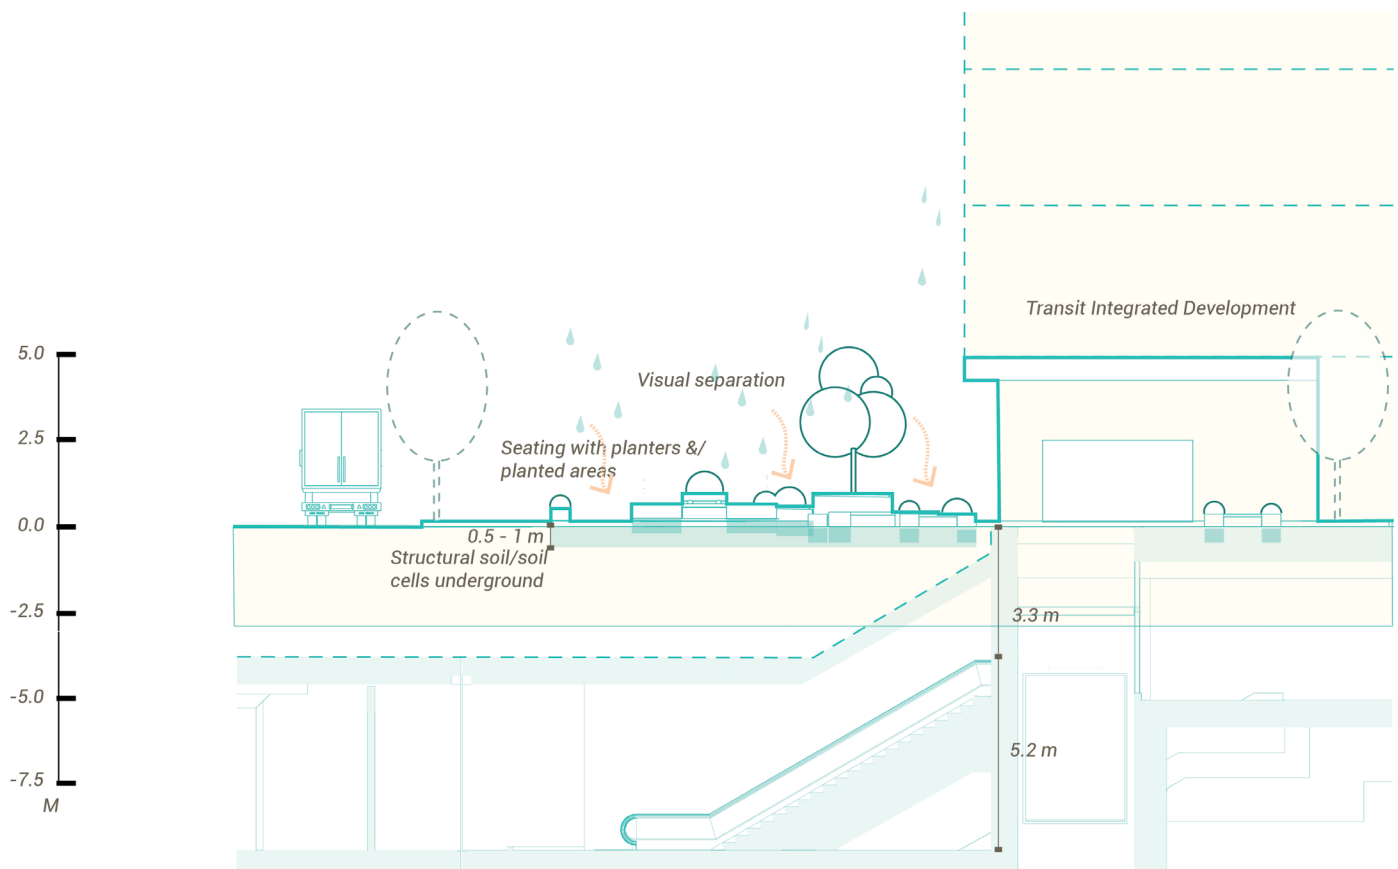 Transit Integrated Development
5.0
Visual separation
2.5
Seating with planters &/
planted areas
0.0
0.5 - 1 m
Structural soil/soil
cells underground
-2.5
3.3 m
-5.0
5.2 m
-7.5
M